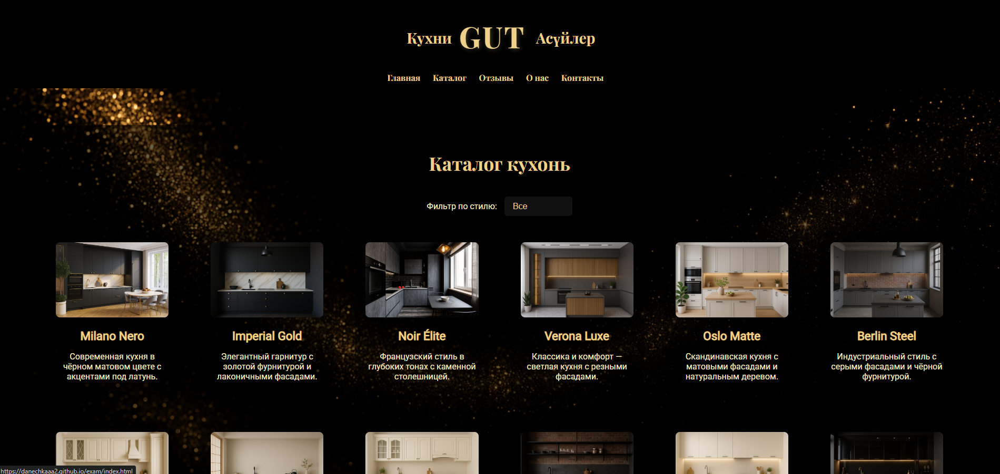 Кухни GUT Асүйлер
Главная Каталог Отзывы О нас Контакты
Каталог кухонь
Фильтр по стилю: Все
Milano Nero
Современная кухня в
чёрном матовом цвете с
акцентами под латунь.
Imperial Gold
Элегантный гарнитур с
золотой фурнитурой и
лаконичными фасадами.
Noir Élite
Французский стиль в
глубоких тонах с каменной
столешницей.
Verona Luxe
Классика и комфорт —
светлая кухня с резными
фасадами.
Oslo Matte
Скандинавская кухня с
матовыми фасадами и
натуральным деревом.
Berlin Steel
Индустриальный стиль с
серыми фасадами и чёрной
фурнитурой.
https://danechkaaa2.github.io/exam/index.html